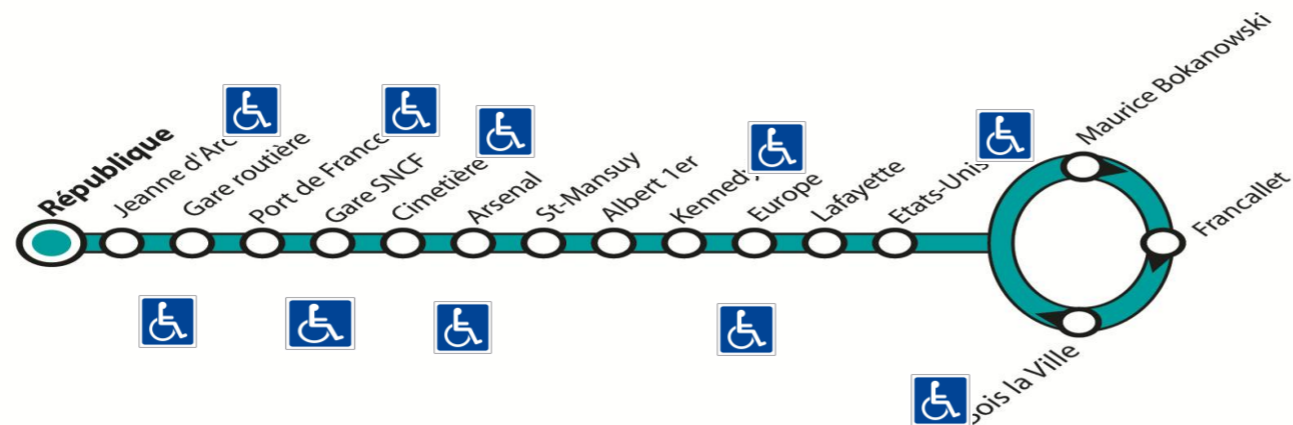 République
Jeanne d'Arc
Gare routière
Port de France
Gare SNCF
Cimetière
Arsenal
St-Mansuy
Albert 1er
Kennedy
Europe
Lafayette
Etats-Unis
Maurice Bokanowski
Francallet
la Ville